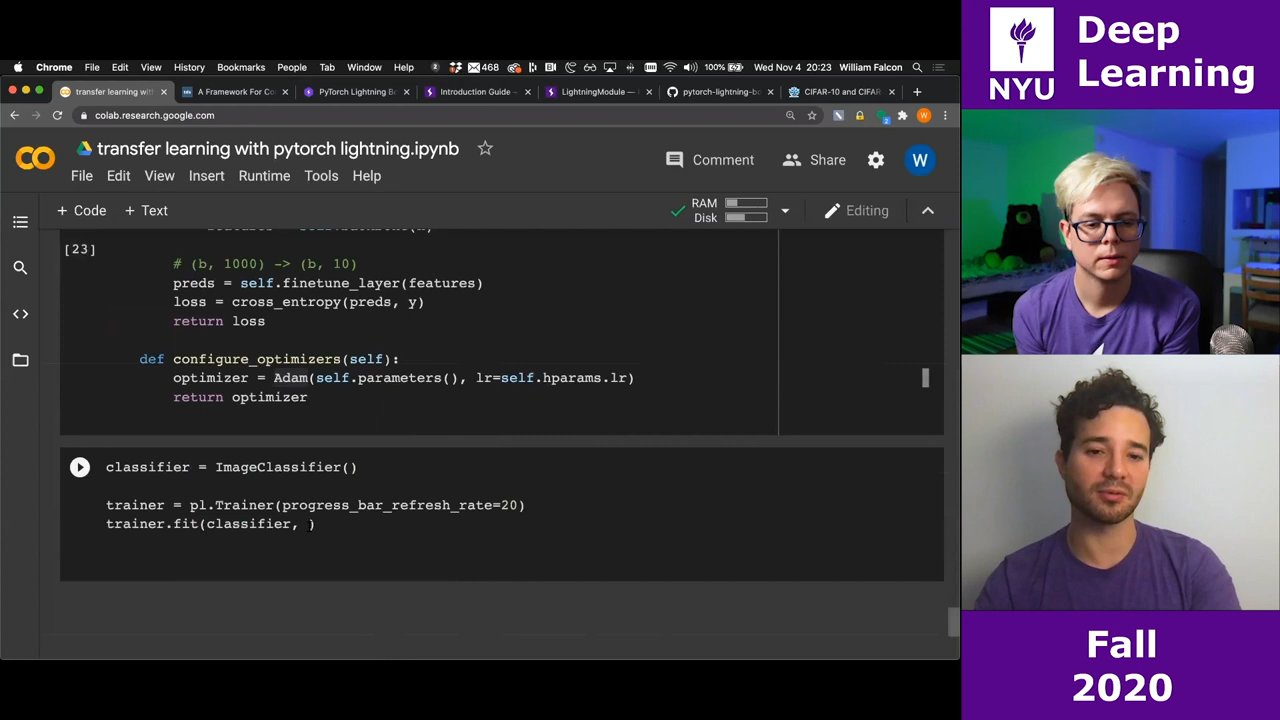 Chrome File Edit View History Bookmarks People Tab Window Help 468 100% Wed Nov 4 20:23 William Falcon
transfer learning with A Framework For Co PyTorch Lightning Bo Introduction Guide — LightningModule — pytorch-lightning-bo CIFAR-10 and CIFAR
colab.research.google.com
transfer learning with pytorch lightning.ipynb
Comment Share W
File Edit View Insert Runtime Tools Help
+ Code + Text
RAM
Disk
Editing
[23]
# (b, 1000) -> (b, 10)
preds = self.finetune_layer(features)
loss = cross_entropy(preds, y)
return loss
def configure_optimizers(self):
optimizer = Adam(self.parameters(), lr=self.hparams.lr)
return optimizer
classifier = ImageClassifier()
trainer = pl.Trainer(progress_bar_refresh_rate=20)
trainer.fit(classifier, )
NYU
Deep
Learning
Fall
2020